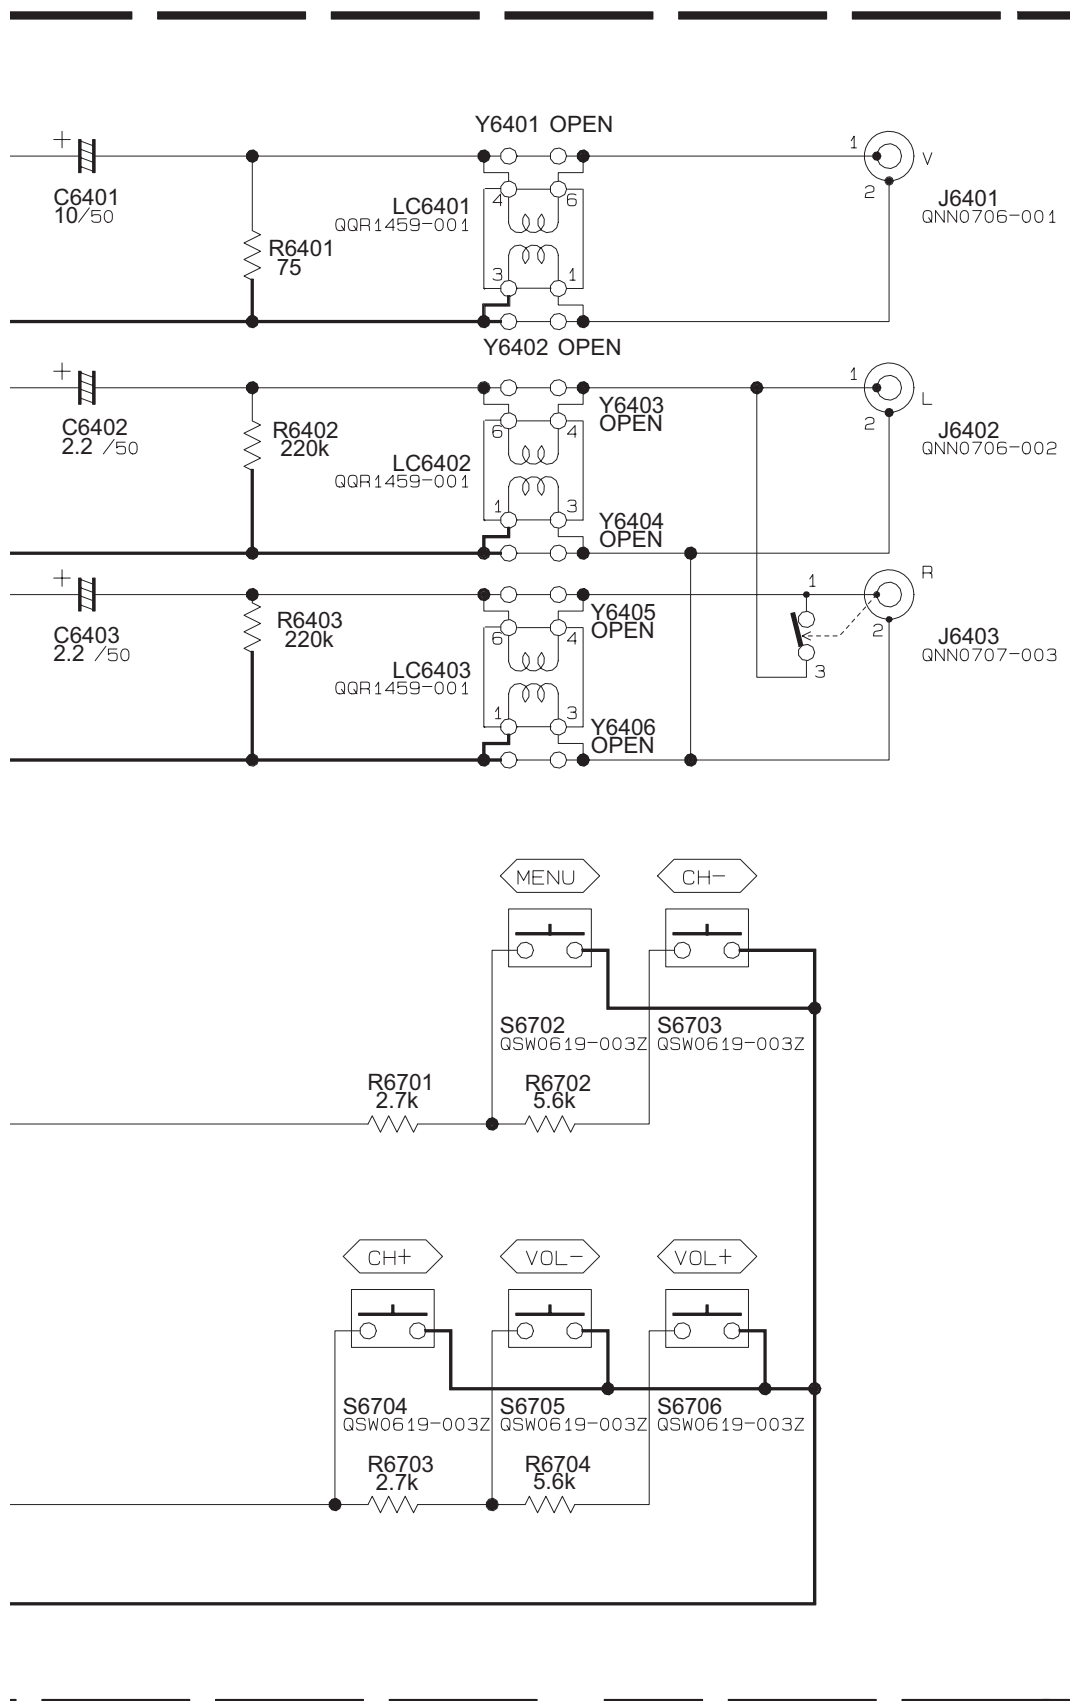 Y6401 OPEN
+
C6401
10/50
R6401
75
LC6401
QQR1459-001
4
6
3
1
1
2
V
J6401
QNN0706-001
Y6402 OPEN
+
C6402
2.2 /50
R6402
220k
LC6402
QQR1459-001
6
4
1
3
Y6403
OPEN
Y6404
OPEN
1
2
L
J6402
QNN0706-002
+
C6403
2.2 /50
R6403
220k
LC6403
QQR1459-001
6
4
1
3
Y6405
OPEN
Y6406
OPEN
1
3
2
R
J6403
QNN0707-003
MENU
CH-
S6702
QSW0619-003Z
S6703
QSW0619-003Z
R6701
2.7k
R6702
5.6k
CH+
VOL-
VOL+
S6704
QSW0619-003Z
S6705
QSW0619-003Z
S6706
QSW0619-003Z
R6703
2.7k
R6704
5.6k